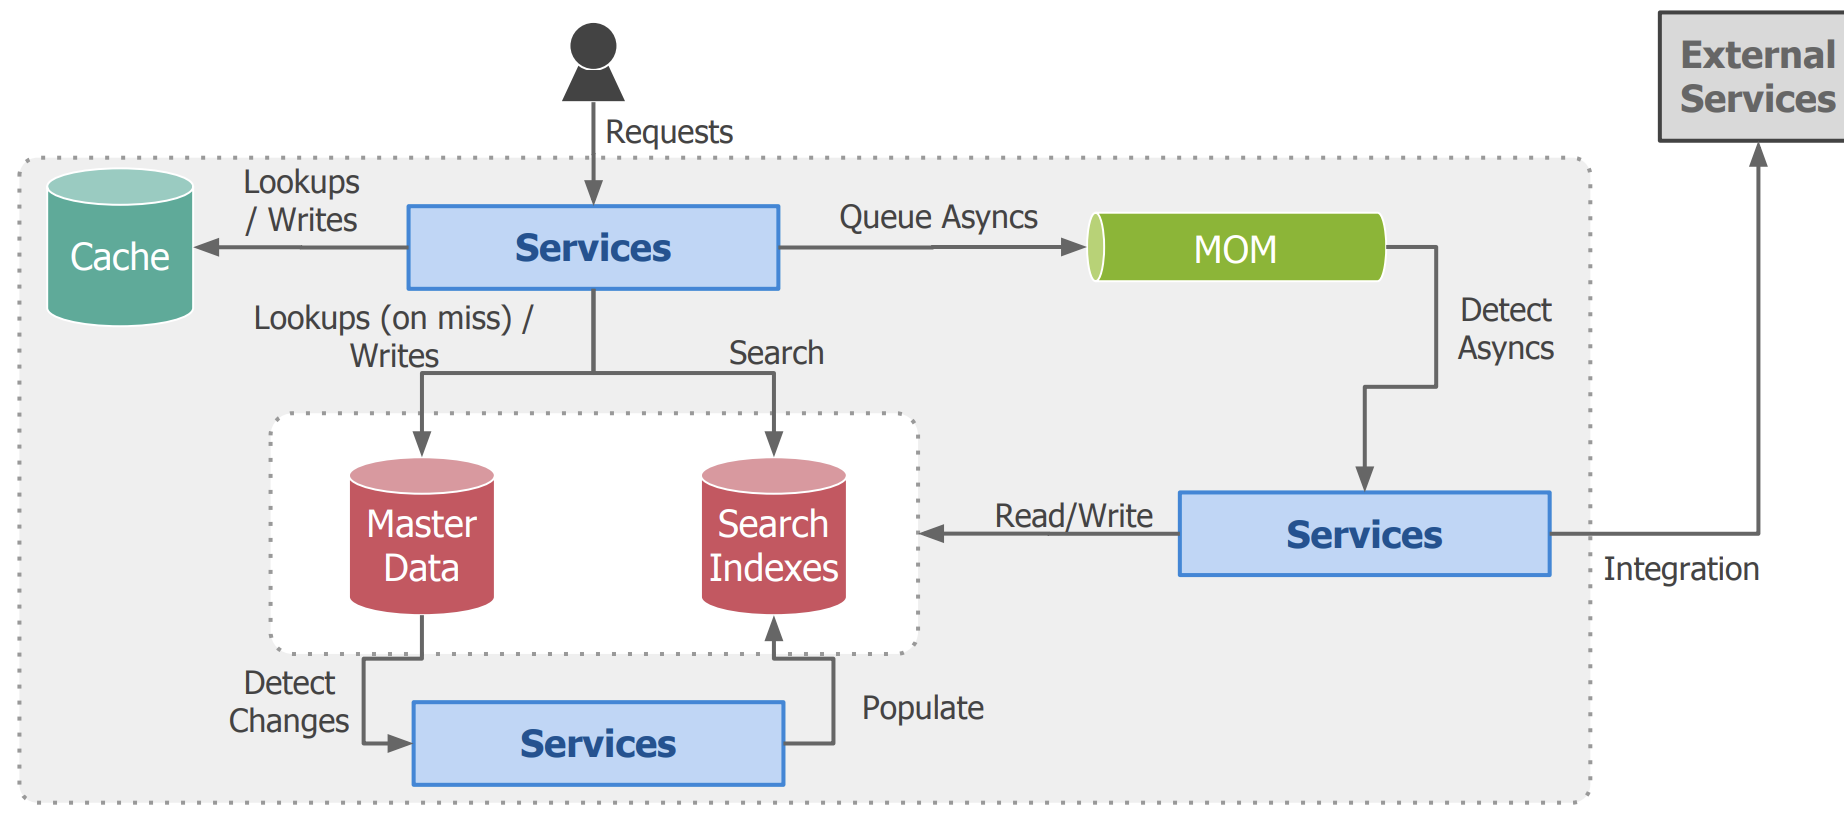 External
Services
Requests
Lookups
/ Writes
Cache
Services
Queue Asyncs
MOM
Detect
Asyncs
Lookups (on miss) /
Writes
Search
Master
Data
Search
Indexes
Read/Write
Services
Integration
Detect
Changes
Services
Populate